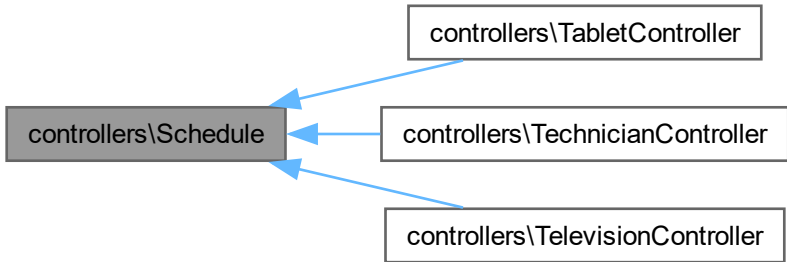 controllers\TabletController
controllers\Schedule
controllers\TechnicianController
controllers\TelevisionController